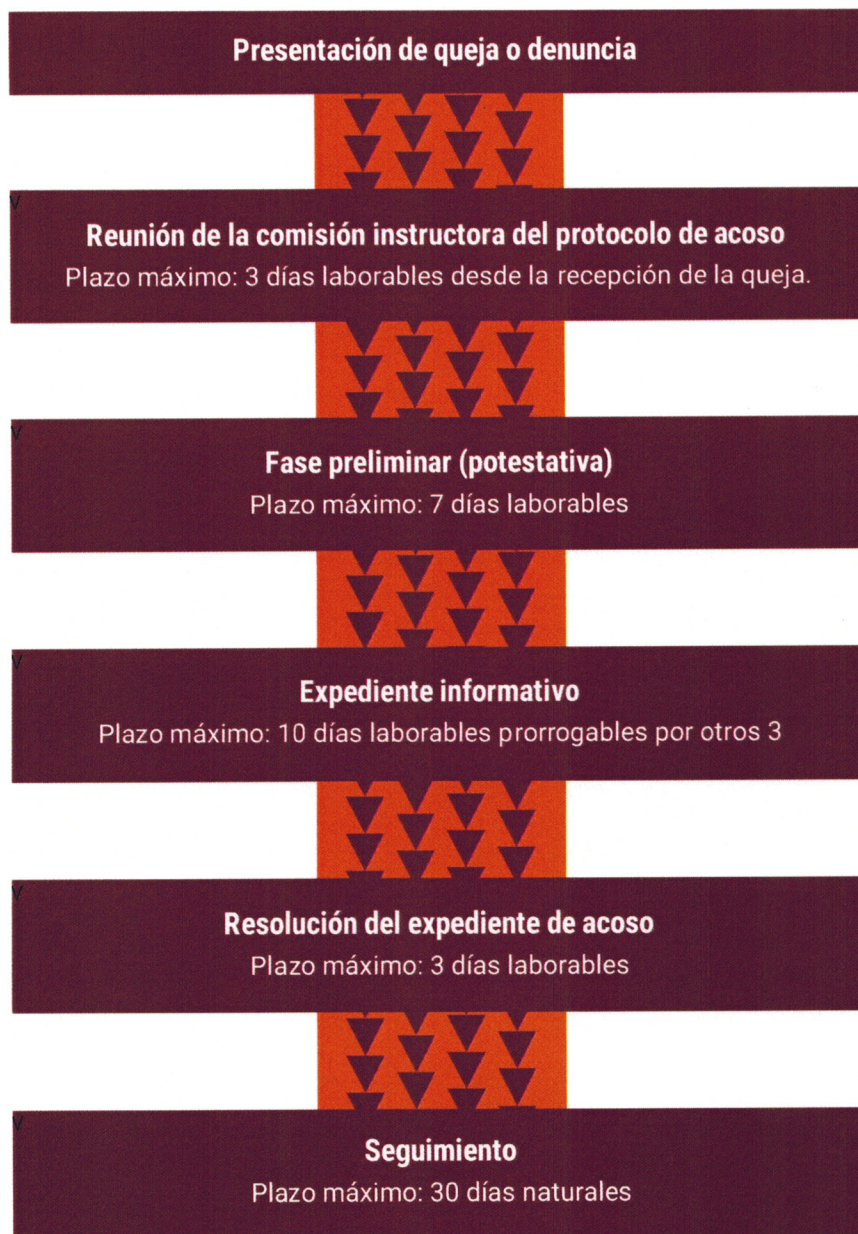 Presentación de queja o denuncia
v
Reunión de la comisión instructora del protocolo de acoso
Plazo máximo: 3 días laborables desde la recepción de la queja.
v
Fase preliminar (potestativa)
Plazo máximo: 7 días laborables
v
Expediente informativo
Plazo máximo: 10 días laborables prorrogables por otros 3
v
Resolución del expediente de acoso
Plazo máximo: 3 días laborables
v
Seguimiento
Plazo máximo: 30 días naturales